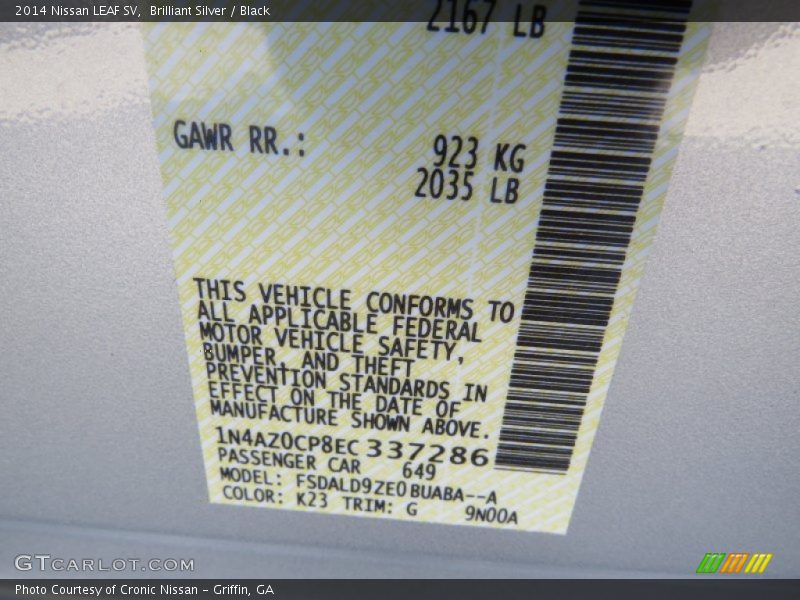 2014 Nissan LEAF SV, Brilliant Silver / Black
2167 LB
GAWR RR.: 923 KG
2035 LB
THIS VEHICLE CONFORMS TO
ALL APPLICABLE FEDERAL
MOTOR VEHICLE SAFETY,
BUMPER, AND THEFT
PREVENTION STANDARDS IN
EFFECT ON THE DATE OF
MANUFACTURE SHOWN ABOVE.
1N4AZ0CP8EC337286
PASSENGER CAR 649
MODEL: FSDALD9ZE0BUABA--A
COLOR: K23 TRIM: G 9N00A
GTCARLOT.COM
Photo Courtesy of Cronic Nissan - Griffin, GA